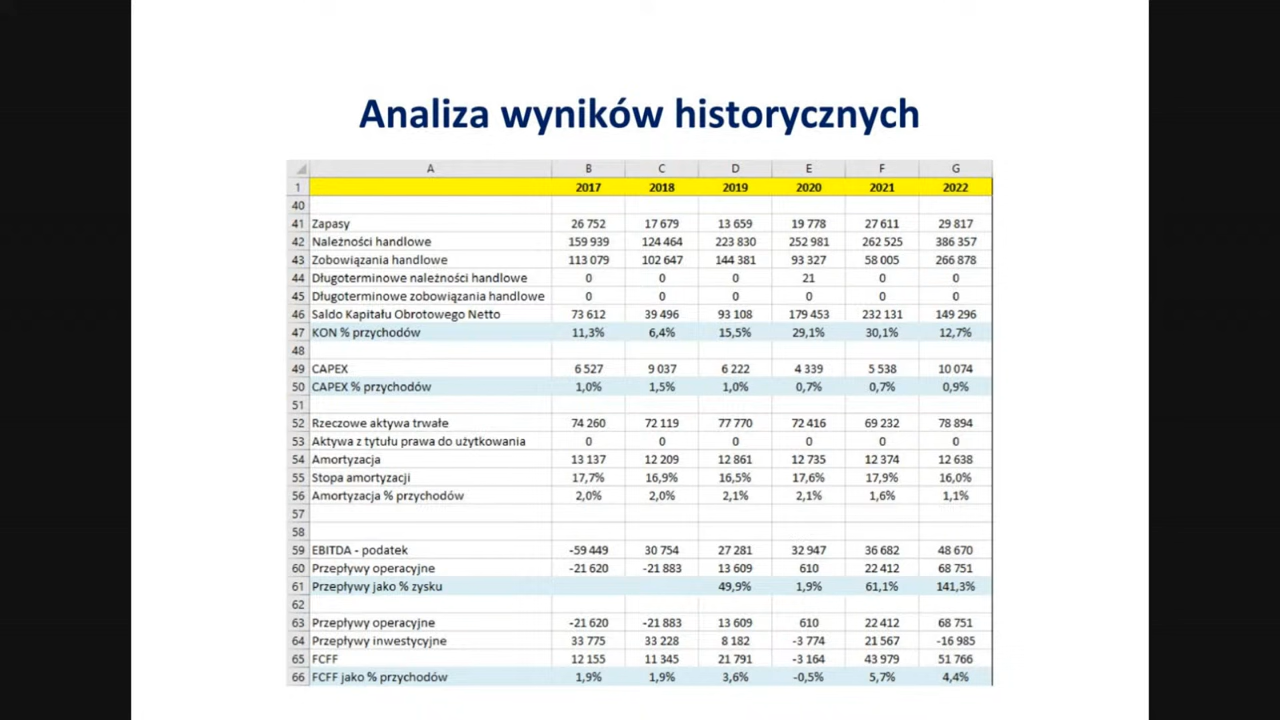 Analiza wyników historycznych
A B C D E F G
1 2017 2018 2019 2020 2021 2022
40
41 Zapasy 26 752 17 679 13 659 19 778 27 611 29 817
42 Należności handlowe 159 939 124 464 223 830 252 981 262 525 386 357
43 Zobowiązania handlowe 113 079 102 647 144 381 93 327 58 005 266 878
44 Długoterminowe należności handlowe 0 0 0 21 0 0
45 Długoterminowe zobowiązania handlowe 0 0 0 0 0 0
46 Saldo Kapitału Obrotowego Netto 73 612 39 496 93 108 179 453 232 131 149 296
47 KON % przychodów 11,3% 6,4% 15,5% 29,1% 30,1% 12,7%
48
49 CAPEX 6 527 9 037 6 222 4 339 5 538 10 074
50 CAPEX % przychodów 1,0% 1,5% 1,0% 0,7% 0,7% 0,9%
51
52 Rzeczowe aktywa trwałe 74 260 72 119 77 770 72 416 69 232 78 894
53 Aktywa z tytułu prawa do użytkowania 0 0 0 0 0 0
54 Amortyzacja 13 137 12 209 12 861 12 735 12 374 12 638
55 Stopa amortyzacji 17,7% 16,9% 16,5% 17,6% 17,9% 16,0%
56 Amortyzacja % przychodów 2,0% 2,0% 2,1% 2,1% 1,6% 1,1%
57
58
59 EBITDA - podatek -59 449 30 754 27 281 32 947 36 682 48 670
60 Przepływy operacyjne -21 620 -21 883 13 609 610 22 412 68 751
61 Przepływy jako % zysku 49,9% 1,9% 61,1% 141,3%
62
63 Przepływy operacyjne -21 620 -21 883 13 609 610 22 412 68 751
64 Przepływy inwestycyjne 33 775 33 228 8 182 -3 774 21 567 -16 985
65 FCFF 12 155 11 345 21 791 -3 164 43 979 51 766
66 FCFF jako % przychodów 1,9% 1,9% 3,6% -0,5% 5,7% 4,4%